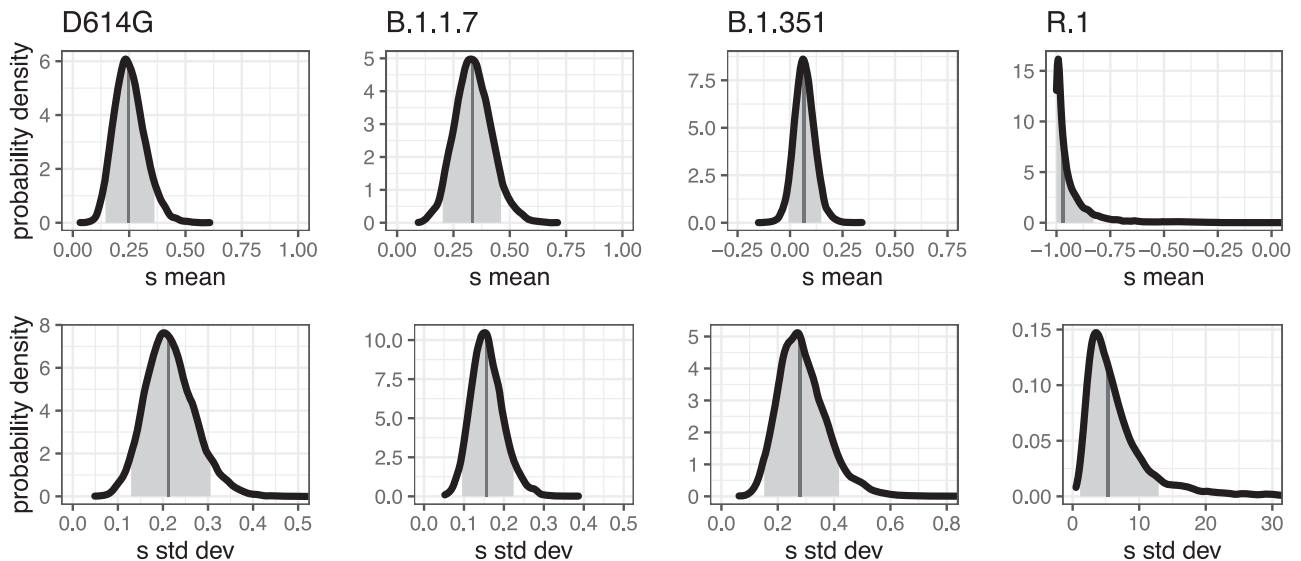 D614G B.1.1.7 B.1.351 R.1
probability density
6
4
2
0
0.00 0.25 0.50 0.75 1.00
s mean
5
4
3
2
1
0
0.00 0.25 0.50 0.75 1.00
s mean
7.5
5.0
2.5
0.0
−0.25 0.00 0.25 0.50 0.75
s mean
15
10
5
0
−1.00 −0.75 −0.50 −0.25 0.00
s mean
probability density
8
6
4
2
0
0.0 0.1 0.2 0.3 0.4 0.5
s std dev
10.0
7.5
5.0
2.5
0.0
0.0 0.1 0.2 0.3 0.4 0.5
s std dev
5
4
3
2
1
0
0.0 0.2 0.4 0.6 0.8
s std dev
0.15
0.10
0.05
0.00
0 10 20 30
s std dev